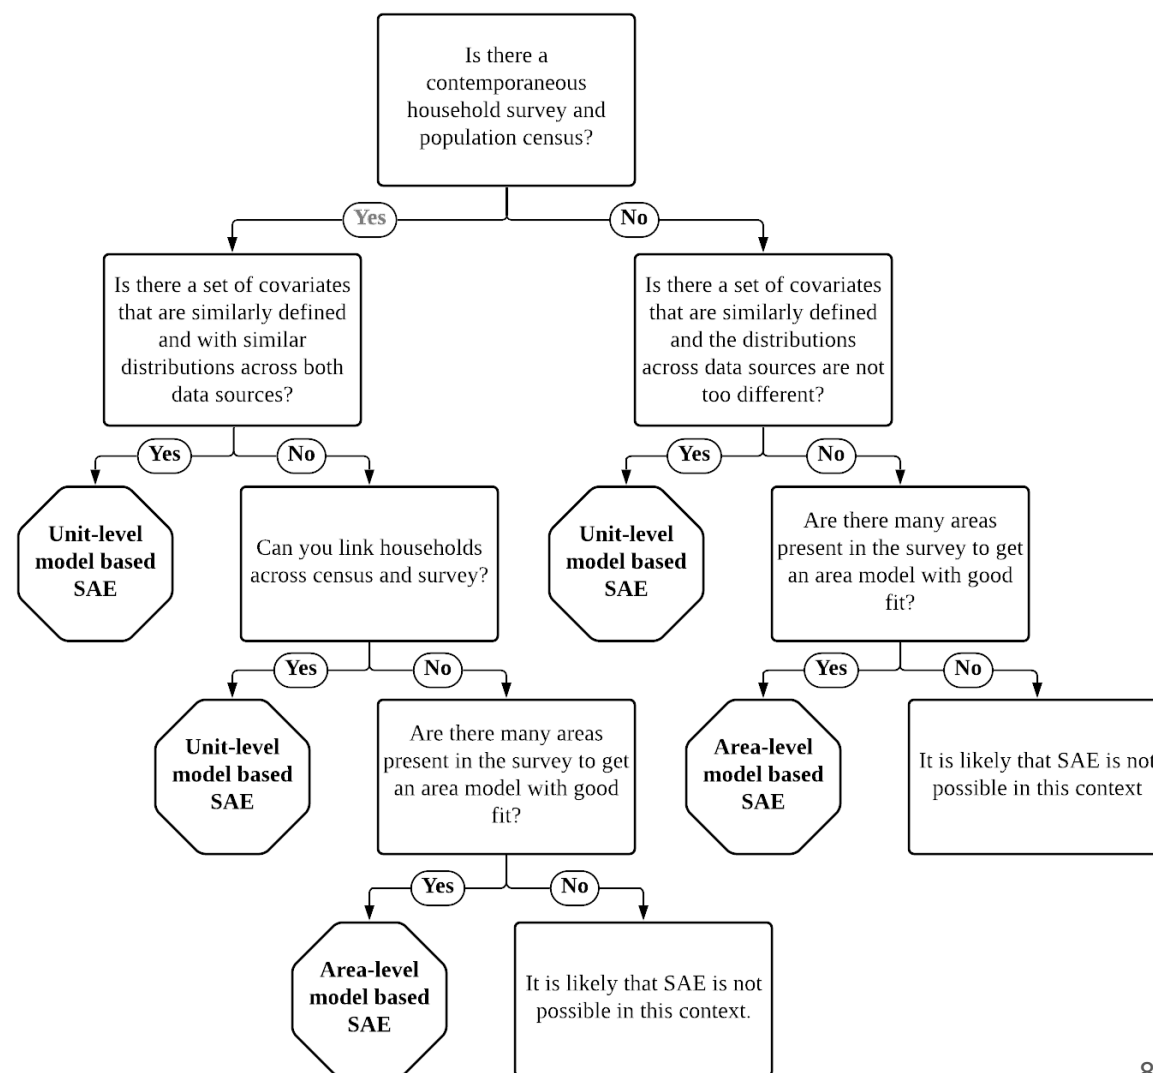 Is there a
contemporaneous
household survey and
population census?
Yes
No
Is there a set of covariates
that are similarly defined
and with similar
distributions across both
data sources?
Is there a set of covariates
that are similarly defined
and the distributions
across data sources are not
too different?
Yes
No
Yes
No
Unit-level
model based
SAE
Can you link households
across census and survey?
Unit-level
model based
SAE
Are there many areas
present in the survey to get
an area model with good
fit?
Yes
No
Yes
No
Unit-level
model based
SAE
Are there many areas
present in the survey to get
an area model with good
fit?
Area-level
model based
SAE
It is likely that SAE is not
possible in this context
Yes
No
Area-level
model based
SAE
It is likely that SAE is not
possible in this context.
8